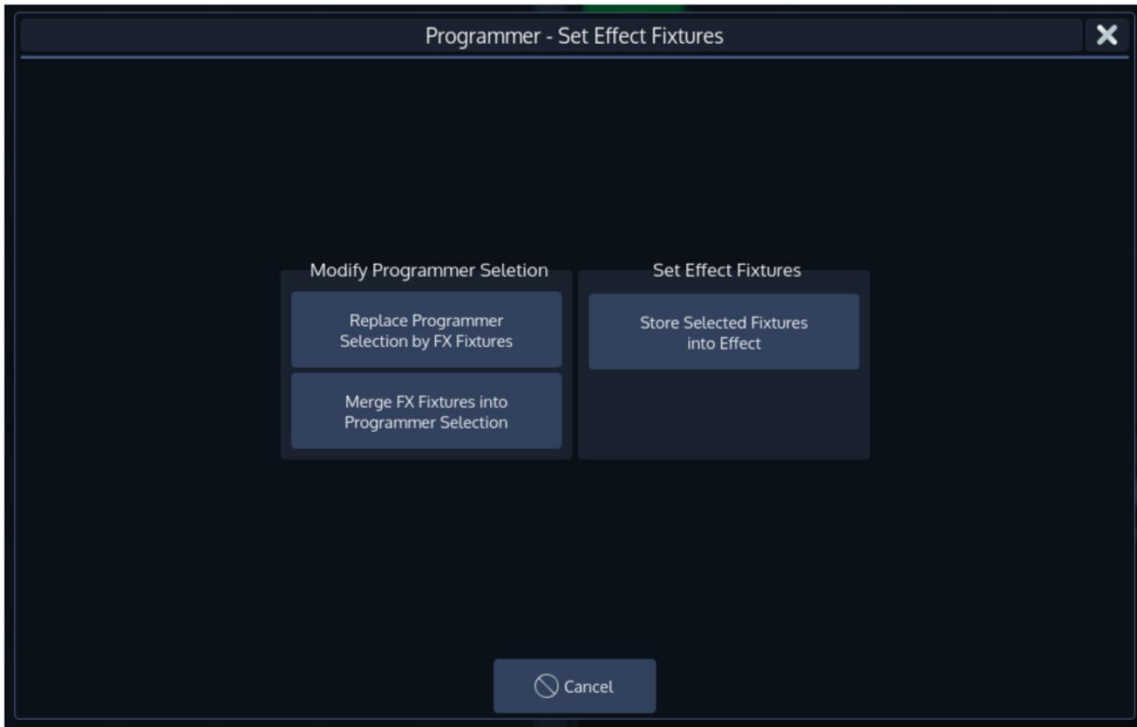 Programmer - Set Effect Fixtures
Modify Programmer Seletion
Replace Programmer
Selection by FX Fixtures
Merge FX Fixtures into
Programmer Selection
Set Effect Fixtures
Store Selected Fixtures
into Effect
Cancel